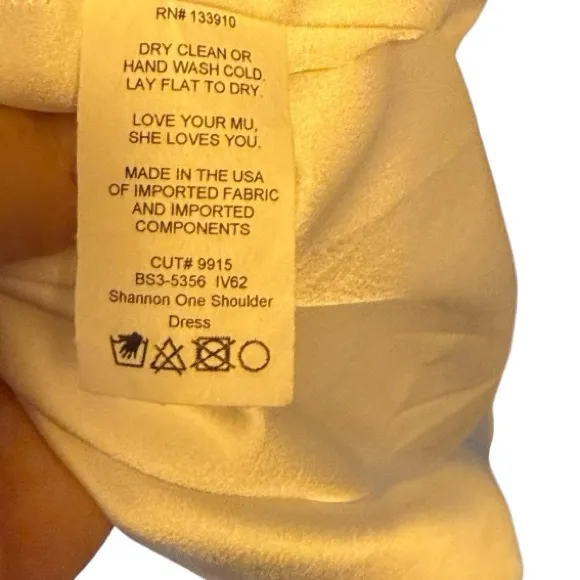 RN# 133910
DRY CLEAN OR
HAND WASH COLD.
LAY FLAT TO DRY.
LOVE YOUR MU,
SHE LOVES YOU.
MADE IN THE USA
OF IMPORTED FABRIC
AND IMPORTED
COMPONENTS
CUT# 9915
BS3-5356 IV62
Shannon One Shoulder
Dress